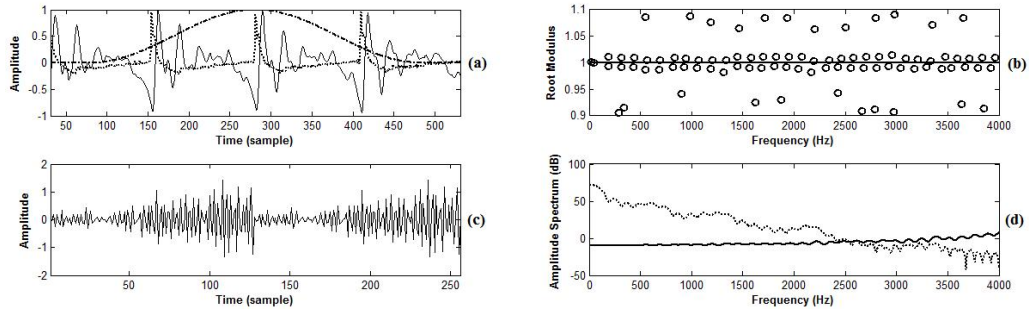 1
0.5
0
-0.5
-1
Amplitude
50 100 150 200 250 300 350 400 450 500
Time (sample)
(a)
1.1
1.05
1
0.95
0.9
Root Modulus
0 500 1000 1500 2000 2500 3000 3500 4000
Frequency (Hz)
(b)
2
1
0
-1
-2
Amplitude
50 100 150 200 250
Time (sample)
(c)
100
50
0
-50
Amplitude Spectrum (dB)
0 500 1000 1500 2000 2500 3000 3500 4000
Frequency (Hz)
(d)